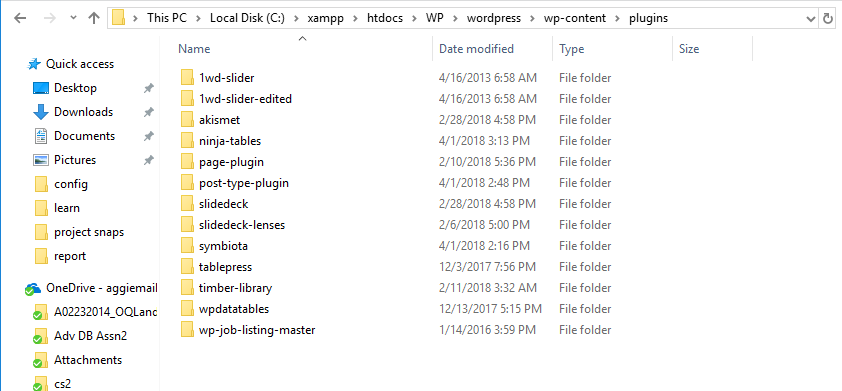 This PC > Local Disk (C:) > xampp > htdocs > WP > wordpress > wp-content > plugins
Name Date modified Type Size
Quick access
Desktop
Downloads
Documents
Pictures
config
learn
project snaps
report
OneDrive - aggiemail
A02232014_OQLand
Adv DB Assn2
Attachments
cs2
1wd-slider 4/16/2013 6:58 AM File folder
1wd-slider-edited 4/16/2013 6:58 AM File folder
akismet 2/28/2018 4:58 PM File folder
ninja-tables 4/1/2018 3:13 PM File folder
page-plugin 2/10/2018 5:36 PM File folder
post-type-plugin 4/1/2018 2:48 PM File folder
slidedeck 2/28/2018 4:58 PM File folder
slidedeck-lenses 2/6/2018 5:00 PM File folder
symbiota 4/1/2018 2:16 PM File folder
tablepress 12/3/2017 7:56 PM File folder
timber-library 2/11/2018 3:32 AM File folder
wpdatatables 12/13/2017 5:15 PM File folder
wp-job-listing-master 1/14/2016 3:59 PM File folder